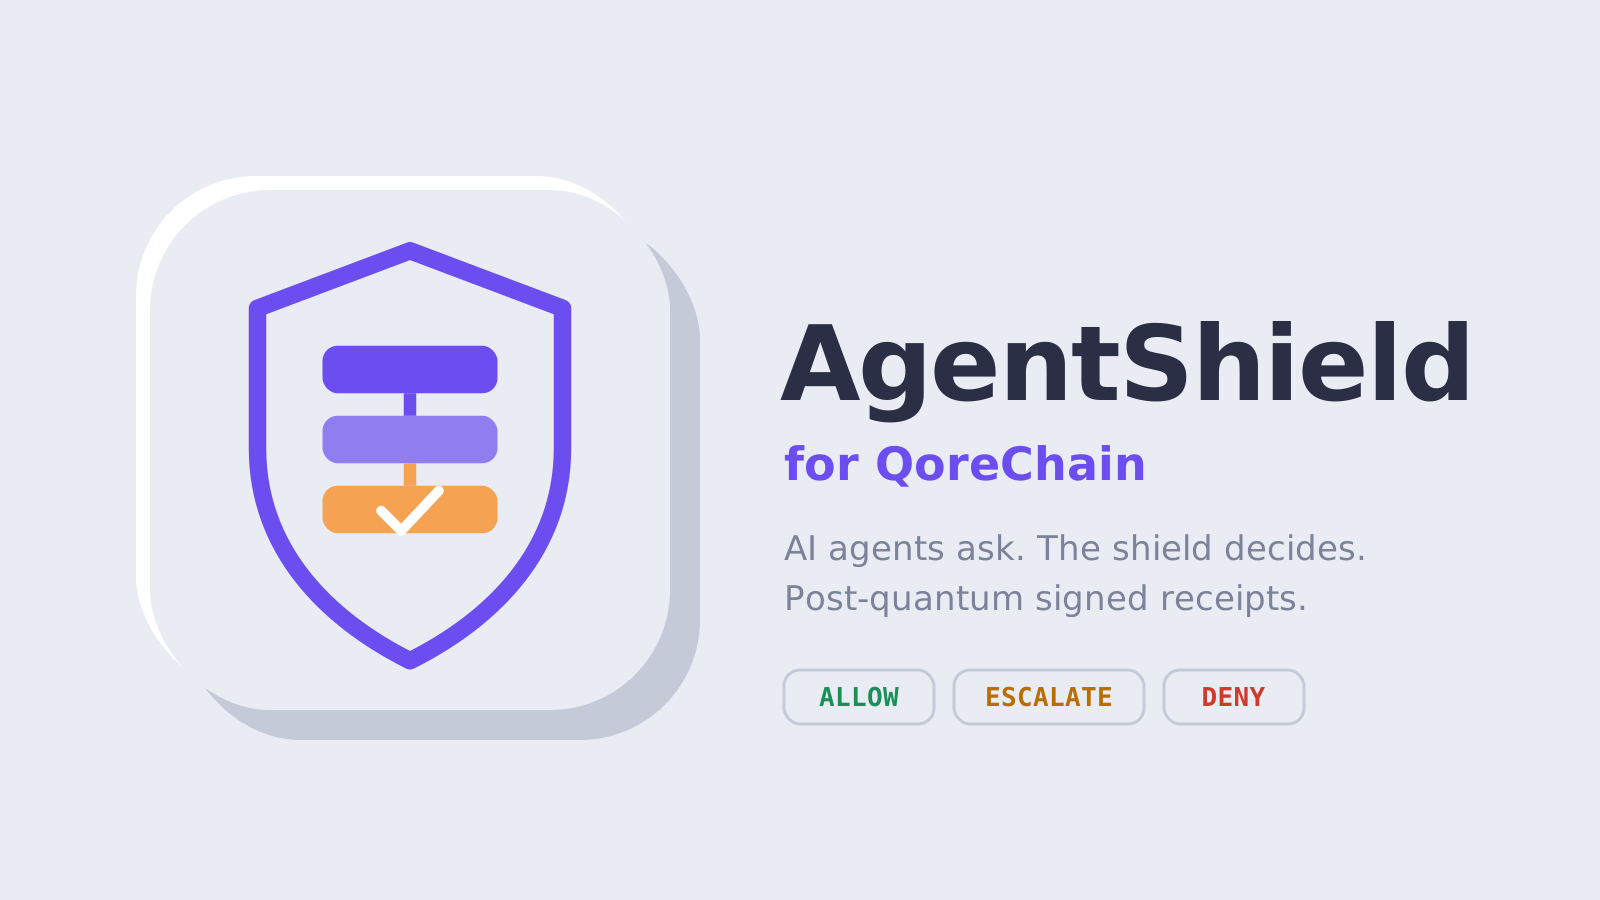 AgentShield
for QoreChain
AI agents ask. The shield decides.
Post-quantum signed receipts.
ALLOW ESCALATE DENY